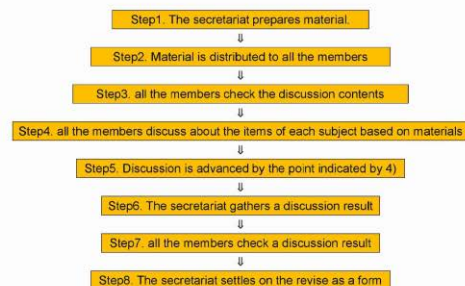 Step1. The secretariat prepares material.
⇓
Step2. Material is distributed to all the members
⇓
Step3. all the members check the discussion contents
⇓
Step4. all the members discuss about the items of each subject based on materials
⇓
Step5. Discussion is advanced by the point indicated by 4)
⇓
Step6. The secretariat gathers a discussion result
⇓
Step7. all the members check a discussion result
⇓
Step8. The secretariat settles on the revise as a form